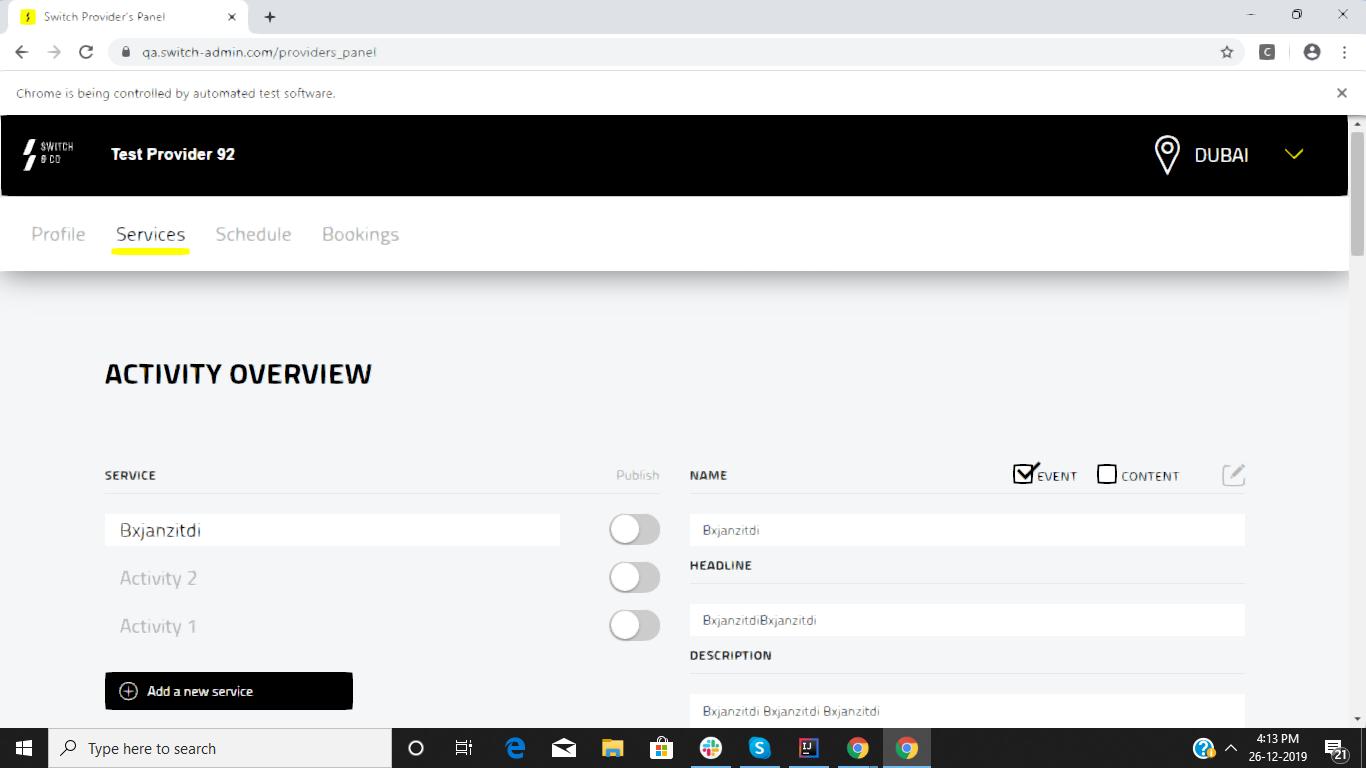 Switch Provider's Panel
qa.switch-admin.com/providers_panel
C
Chrome is being controlled by automated test software.
SWITCH
& CO
Test Provider 92
DUBAI
Profile Services Schedule Bookings
ACTIVITY OVERVIEW
SERVICE Publish
Bxjanzitdi
Activity 2
Activity 1
Add a new service
NAME EVENT CONTENT
Bxjanzitdi
HEADLINE
BxjanzitdiBxjanzitdi
DESCRIPTION
Bxjanzitdi Bxjanzitdi Bxjanzitdi
Type here to search
IJ
4:13 PM
26-12-2019
21